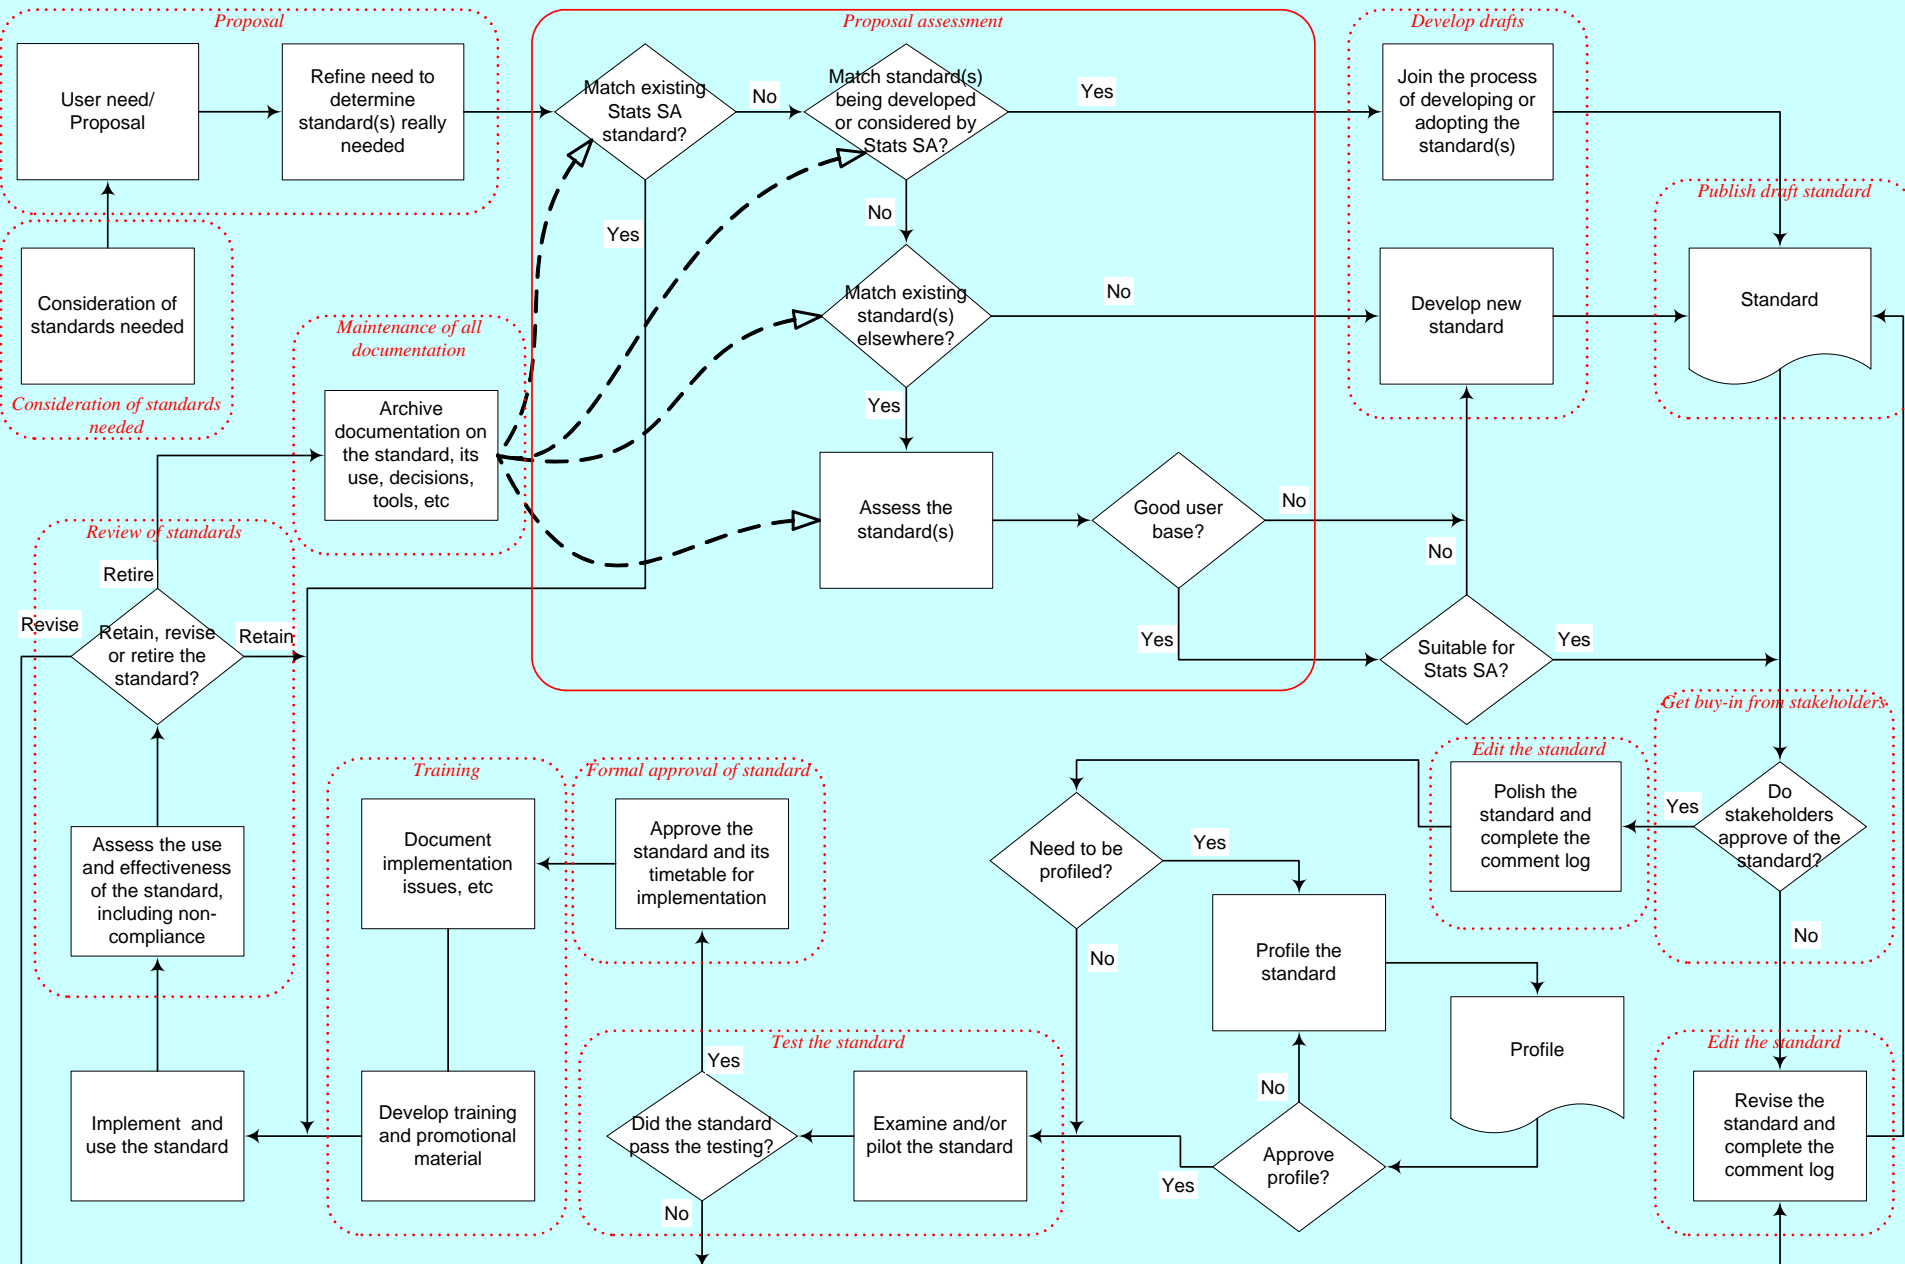 Proposal
User need/
Proposal
Refine need to
determine
standard(s) really
needed
Consideration of
standards needed
Consideration of standards
needed
Proposal assessment
Match existing
Stats SA
standard?
No
Yes
Match standard(s)
being developed
or considered by
Stats SA?
Yes
No
Match existing
standard(s)
elsewhere?
No
Yes
Assess the
standard(s)
Good user
base?
No
Yes
Develop drafts
Join the process
of developing or
adopting the
standard(s)
Develop new
standard
No
Suitable for
Stats SA?
Yes
Publish draft standard
Standard
Maintenance of all
documentation
Archive
documentation on
the standard, its
use, decisions,
tools, etc
Review of standards
Retire
Revise
Retain, revise
or retire the
standard?
Retain
Assess the use
and effectiveness
of the standard,
including non-
compliance
Implement  and
use the standard
Training
Document
implementation
issues, etc
Develop training
and promotional
material
Formal approval of standard
Approve the
standard and its
timetable for
implementation
Test the standard
Yes
Did the standard
pass the testing?
No
Examine and/or
pilot the standard
Need to be
profiled?
Yes
No
Profile the
standard
Profile
No
Approve
profile?
Yes
Edit the standard
Polish the
standard and
complete the
comment log
Get buy-in from stakeholders
Yes
Do
stakeholders
approve of the
standard?
No
Edit the standard
Revise the
standard and
complete the
comment log